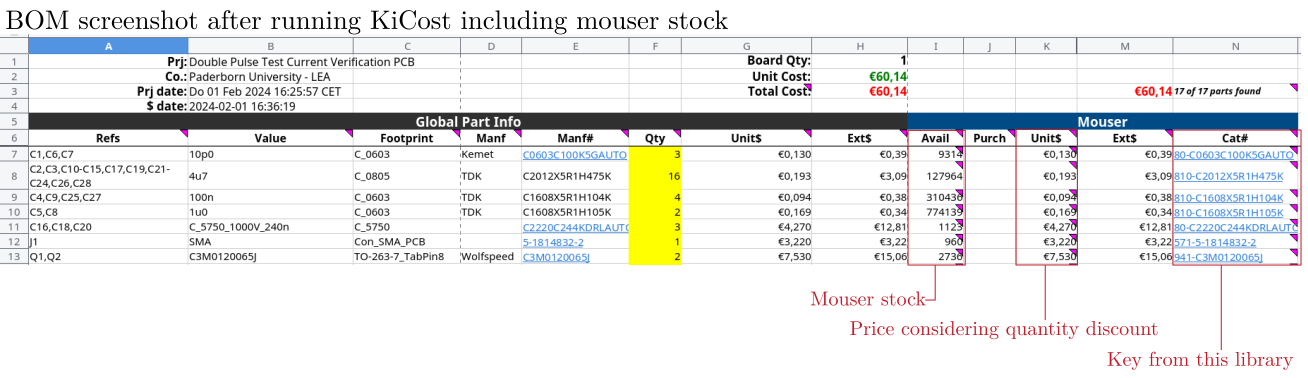 BOM screenshot after running KiCost including mouser stock
A B C D E F G H I J K M N
1 Prj: Double Pulse Test Current Verification PCB Board Qty: 1
2 Co.: Paderborn University - LEA Unit Cost: €60,14
3 Prj date: Do 01 Feb 2024 16:25:57 CET Total Cost: €60,14 €60,14 17 of 17 parts found
4 $ date: 2024-02-01 16:36:19
5 Global Part Info Mouser
6 Refs Value Footprint Manf Manf# Qty Unit$ Ext$ Avail Purch Unit$ Ext$ Cat#
7 C1,C6,C7 10p0 C_0603 Kemet C0603C100K5GAUTO 3 €0,130 €0,39 9314 €0,130 €0,39 80-C0603C100K5GAUTO
8 C2,C3,C10-C15,C17,C19,C21-
C24,C26,C28 4u7 C_0805 TDK C2012X5R1H475K 16 €0,193 €3,09 127964 €0,193 €3,09 810-C2012X5R1H475K
9 C4,C9,C25,C27 100n C_0603 TDK C1608X5R1H104K 4 €0,094 €0,38 310430 €0,094 €0,38 810-C1608X5R1H104K
10 C5,C8 1u0 C_0603 TDK C1608X5R1H105K 2 €0,169 €0,34 774139 €0,169 €0,34 810-C1608X5R1H105K
11 C16,C18,C20 C_5750_1000V_240n C_5750 C2220C244KDRLAUTO 3 €4,270 €12,81 1123 €4,270 €12,81 80-C2220C244KDRLAUTO
12 J1 SMA Con_SMA_PCB 5-1814832-2 1 €3,220 €3,22 960 €3,220 €3,22 571-5-1814832-2
13 Q1,Q2 C3M0120065J TO-263-7_TabPin8 Wolfspeed C3M0120065J 2 €7,530 €15,06 2730 €7,530 €15,06 941-C3M0120065J
Mouser stock
Price considering quantity discount
Key from this library